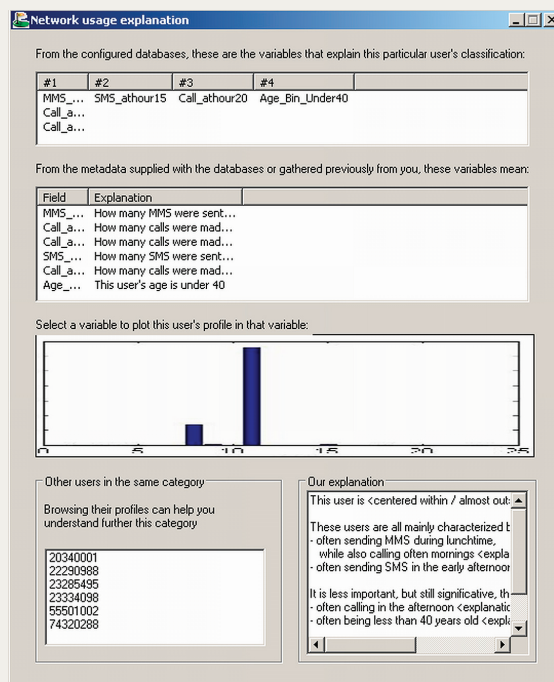 Network usage explanation
From the configured databases, these are the variables that explain this particular user's classification:
#1 #2 #3 #4
MMS_... SMS_athour15 Call_athour20 Age_Bin_Under40
Call_a...
Call_a...
From the metadata supplied with the databases or gathered previously from you, these variables mean:
Field Explanation
MMS_... How many MMS were sent...
Call_a... How many calls were mad...
Call_a... How many calls were mad...
SMS_... How many SMS were sent...
Call_a... How many calls were mad...
Age_... This user's age is under 40
Select a variable to plot this user's profile in that variable:
0 5 10 15 20 25
Other users in the same category
Browsing their profiles can help you
understand further this category
20340001
22290988
23285495
23334098
55501002
74320288
Our explanation
This user is <centered within / almost out
These users are all mainly characterized b
- often sending MMS during lunchtime,
while also calling often mornings <expla
- often sending SMS in the early afternoor
It is less important, but still significative, th
- often calling in the afternoon <explanatio
- often being less than 40 years old <expl